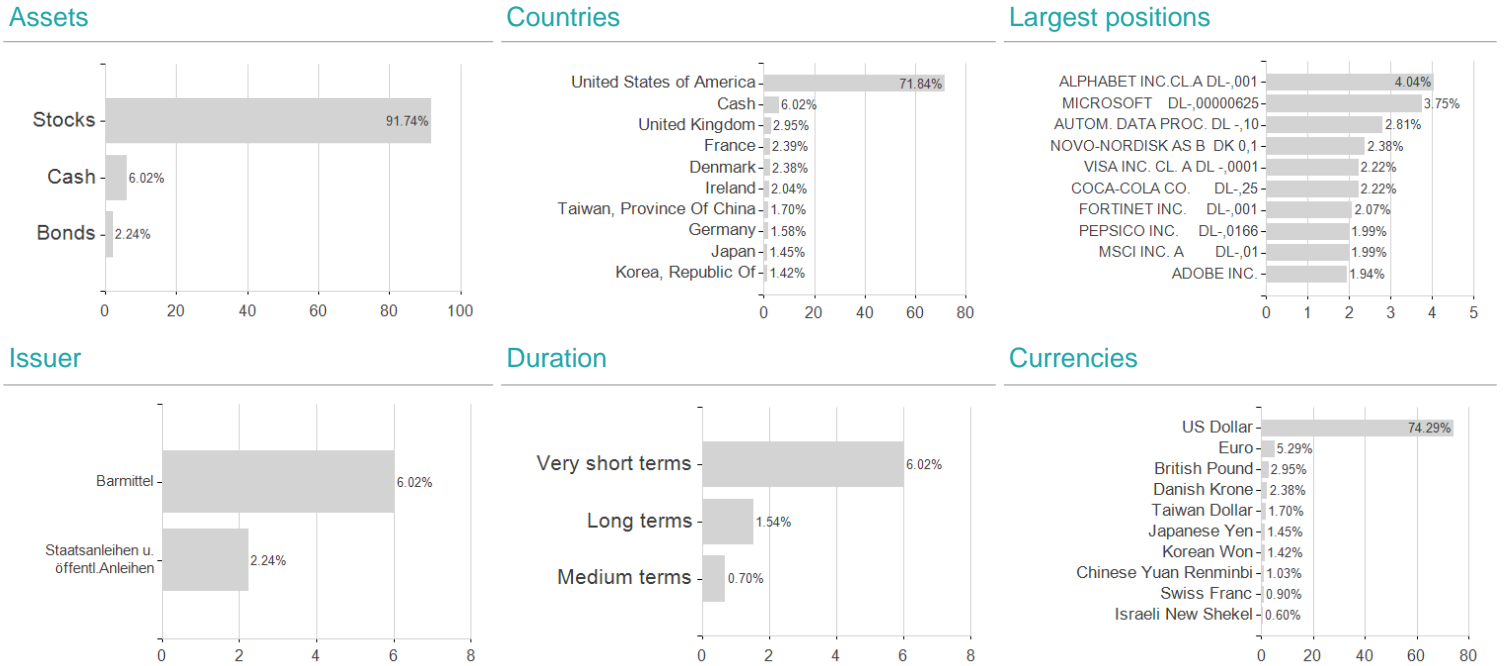 Assets
Stocks 91.74%
Cash 6.02%
Bonds 2.24%
0 20 40 60 80 100
Countries
United States of America 71.84%
Cash 6.02%
United Kingdom 2.95%
France 2.39%
Denmark 2.38%
Ireland 2.04%
Taiwan, Province Of China 1.70%
Germany 1.58%
Japan 1.45%
Korea, Republic Of 1.42%
0 20 40 60 80
Largest positions
ALPHABET INC.CL.A DL-,001 4.04%
MICROSOFT DL-,00000625 3.75%
AUTOM. DATA PROC. DL -,10 2.81%
NOVO-NORDISK AS B DK 0,1 2.38%
VISA INC. CL. A DL -,0001 2.22%
COCA-COLA CO. DL-,25 2.22%
FORTINET INC. DL-,001 2.07%
PEPSICO INC. DL-,0166 1.99%
MSCI INC. A DL-,01 1.99%
ADOBE INC. 1.94%
0 1 2 3 4 5
Issuer
Barmittel 6.02%
Staatsanleihen u.
öffentl.Anleihen 2.24%
0 2 4 6 8
Duration
Very short terms 6.02%
Long terms 1.54%
Medium terms 0.70%
0 2 4 6 8
Currencies
US Dollar 74.29%
Euro 5.29%
British Pound 2.95%
Danish Krone 2.38%
Taiwan Dollar 1.70%
Japanese Yen 1.45%
Korean Won 1.42%
Chinese Yuan Renminbi 1.03%
Swiss Franc 0.90%
Israeli New Shekel 0.60%
0 20 40 60 80